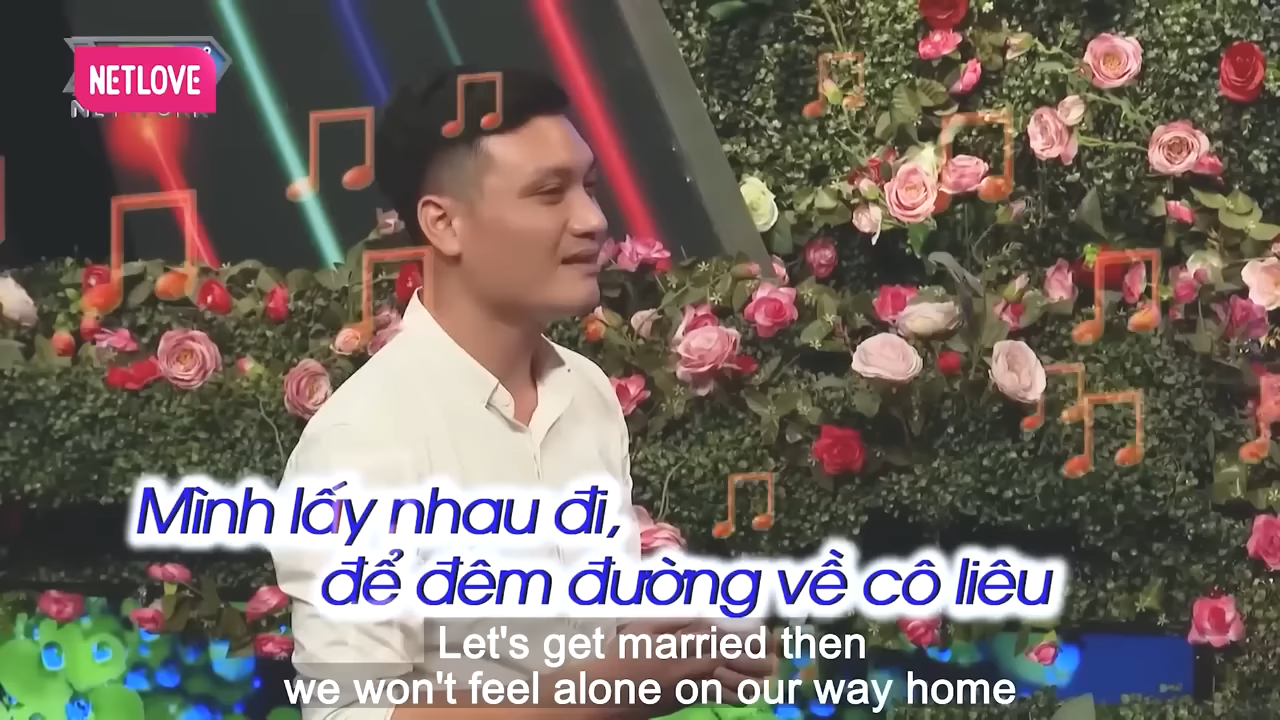 NETLOVE
NETWORK
Mình lấy nhau đi,
để đêm đường về cô liêu
Let's get married then
we won't feel alone on our way home